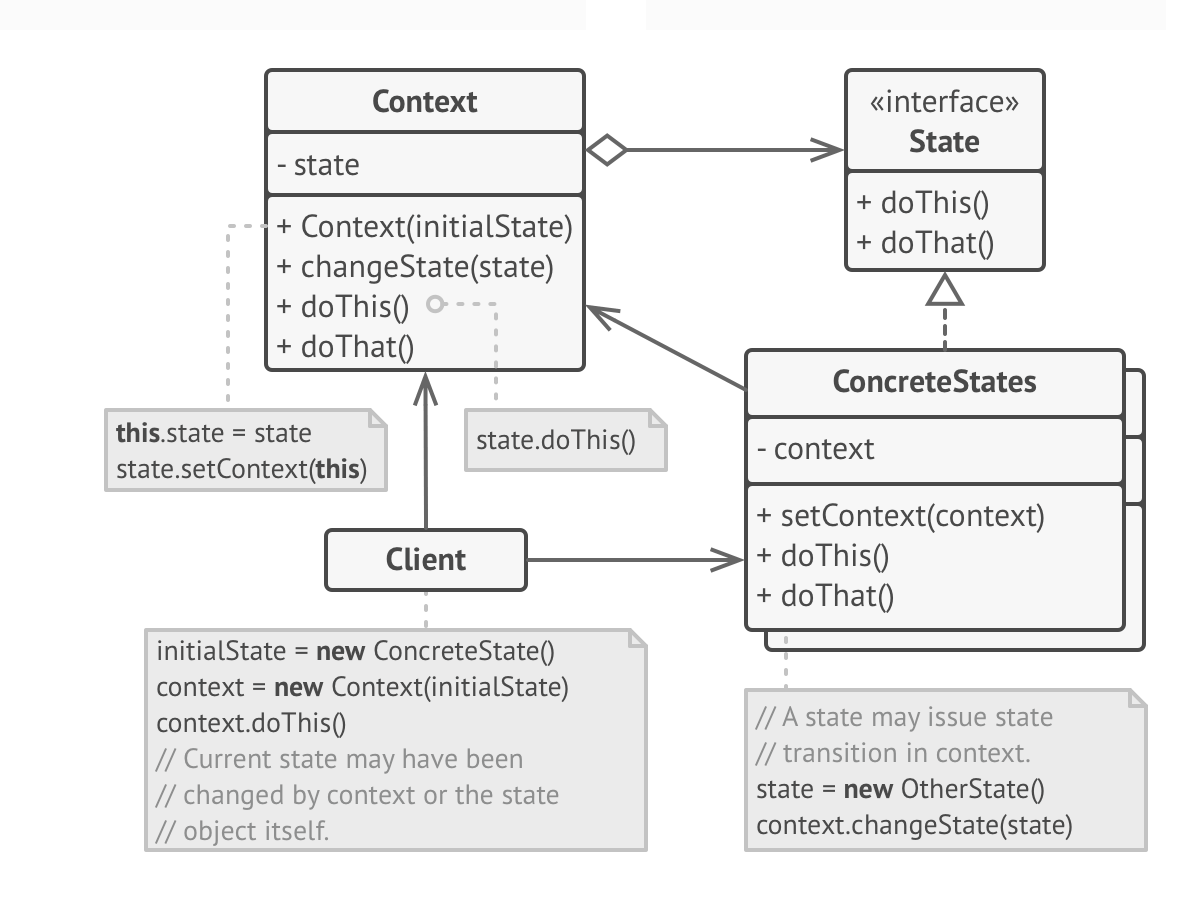 Context
- state
+ Context(initialState)
+ changeState(state)
+ doThis()
+ doThat()
«interface»
State
+ doThis()
+ doThat()
this.state = state
state.setContext(this)
state.doThis()
ConcreteStates
- context
+ setContext(context)
+ doThis()
+ doThat()
Client
initialState = new ConcreteState()
context = new Context(initialState)
context.doThis()
// Current state may have been
// changed by context or the state
// object itself.
// A state may issue state
// transition in context.
state = new OtherState()
context.changeState(state)